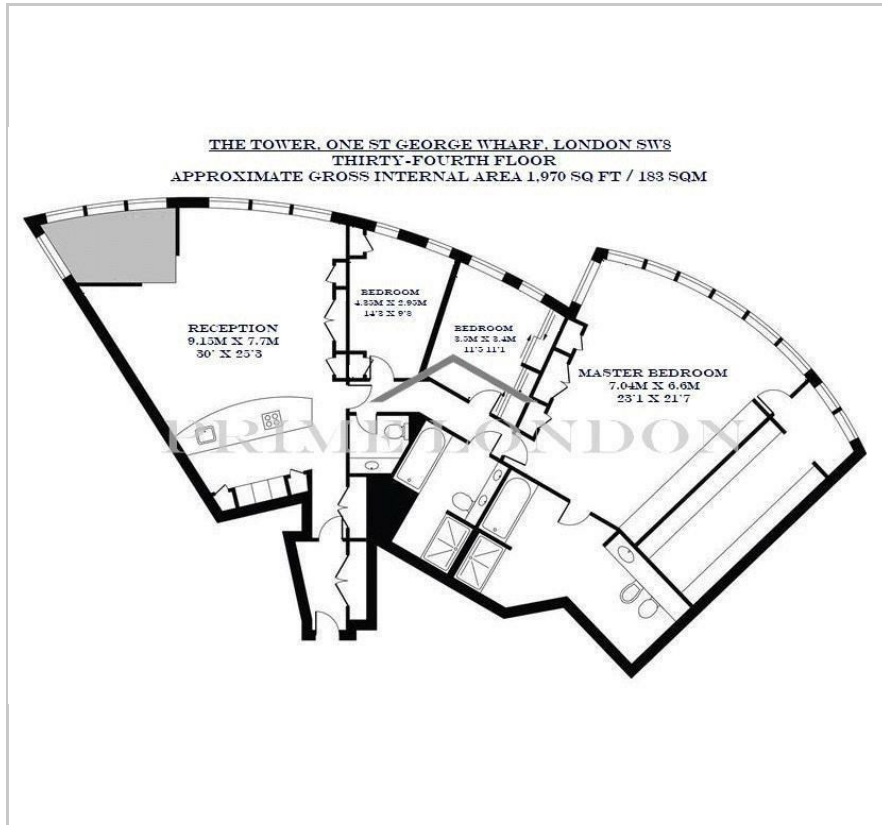 THE TOWER, ONE ST GEORGE WHARF, LONDON SW8
THIRTY-FOURTH FLOOR
APPROXIMATE GROSS INTERNAL AREA 1,970 SQ FT / 183 SQM
BEDROOM
4.35M X 2.95M
14'3 X 9'8
RECEPTION
9.15M X 7.7M
30' X 25'3
BEDROOM
3.5M X 3.4M
11'5 11'1
MASTER BEDROOM
7.04M X 6.6M
23'1 X 21'7
PRIME LONDON